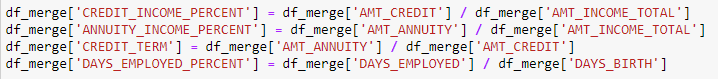 df_merge['CREDIT_INCOME_PERCENT'] = df_merge['AMT_CREDIT'] / df_merge['AMT_INCOME_TOTAL']
df_merge['ANNUITY_INCOME_PERCENT'] = df_merge['AMT_ANNUITY'] / df_merge['AMT_INCOME_TOTAL']
df_merge['CREDIT_TERM'] = df_merge['AMT_ANNUITY'] / df_merge['AMT_CREDIT']
df_merge['DAYS_EMPLOYED_PERCENT'] = df_merge['DAYS_EMPLOYED'] / df_merge['DAYS_BIRTH']